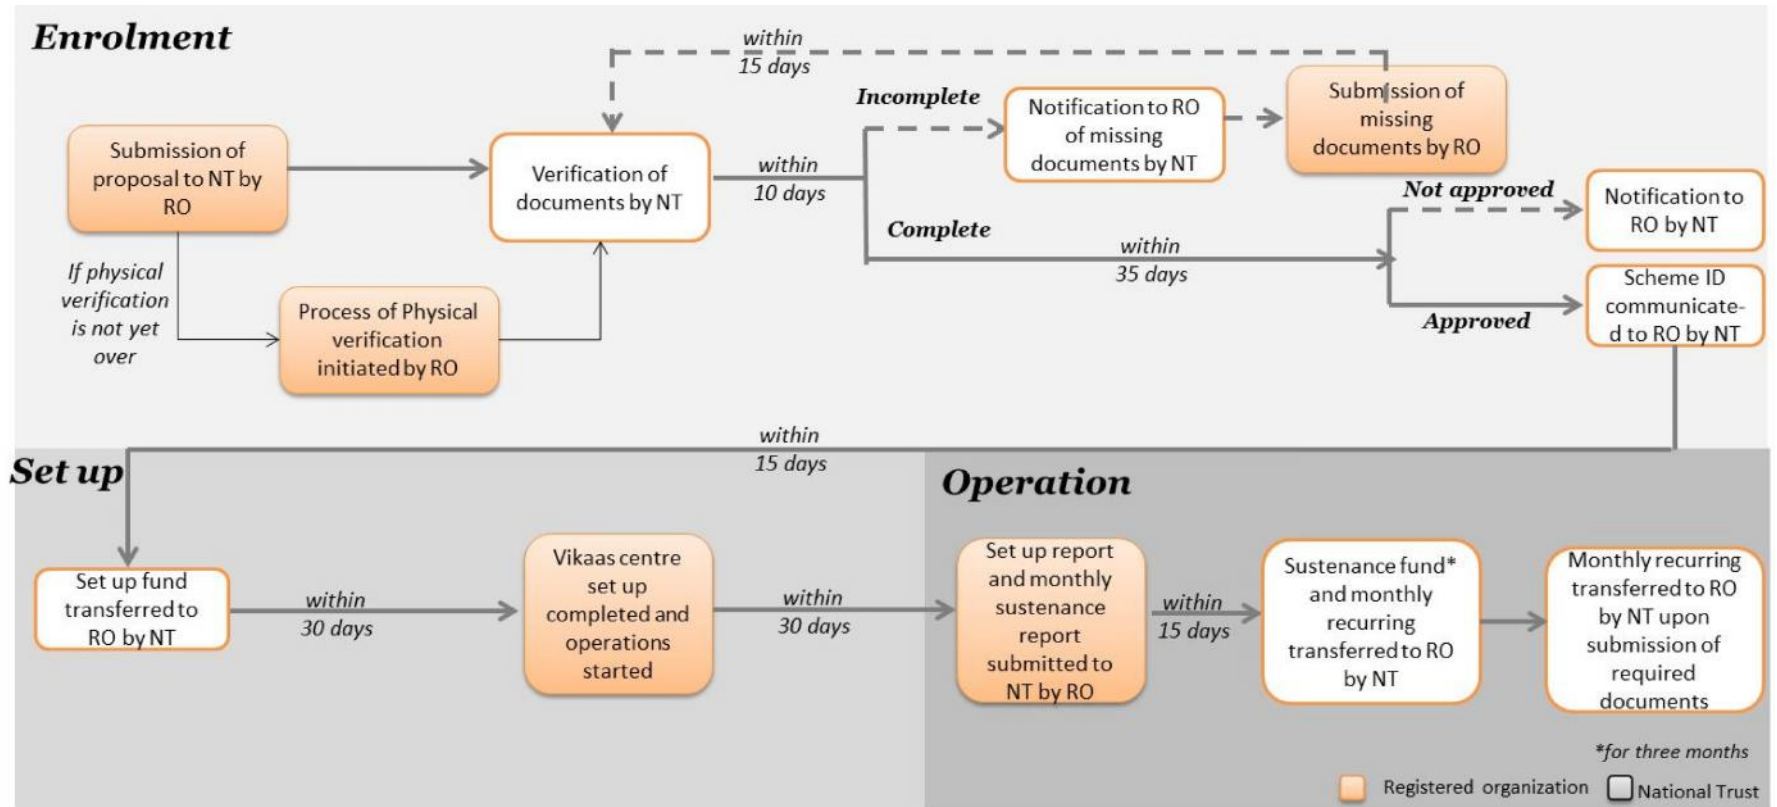 Enrolment
within
15 days
Submission of
proposal to NT by
RO
Verification of
documents by NT
within
10 days
Incomplete
Notification to RO
of missing
documents by NT
Submission of
missing
documents by RO
Complete
within
35 days
Not approved
Notification to
RO by NT
Approved
Scheme ID
communicate-
d to RO by NT
If physical
verification
is not yet
over
Process of Physical
verification
initiated by RO
within
15 days
Set up
Set up fund
transferred to
RO by NT
within
30 days
Vikaas centre
set up
completed and
operations
started
within
30 days
Operation
Set up report
and monthly
sustenance
report
submitted to
NT by RO
within
15 days
Sustenance fund*
and monthly
recurring
transferred to RO
by NT
Monthly recurring
transferred to RO
by NT upon
submission of
required
documents
*for three months
Registered organization
National Trust